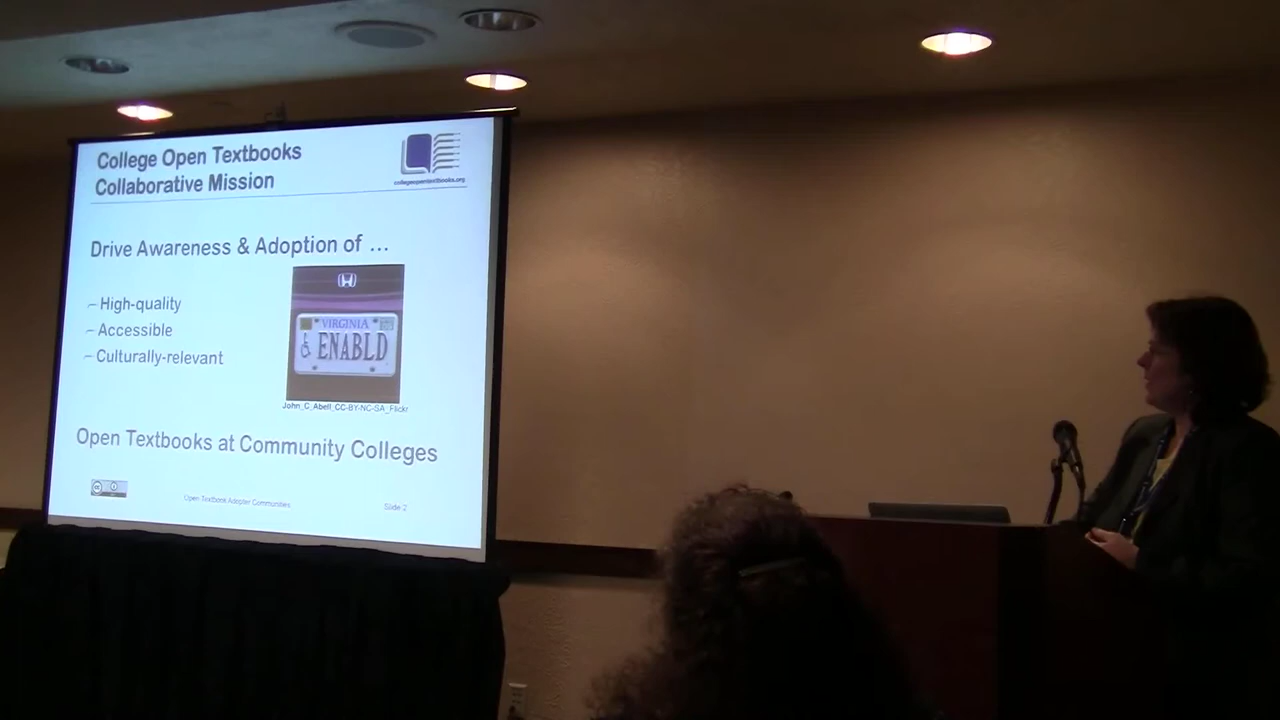 College Open Textbooks
Collaborative Mission
collegeopentextbooks.org
Drive Awareness & Adoption of ...
– High-quality
– Accessible
– Culturally-relevant
VIRGINIA
ENABLD
John_C_Abell_CC-BY-NC-SA_Flickr
Open Textbooks at Community Colleges
cc
Open Textbook Adopter Communities
Slide 2